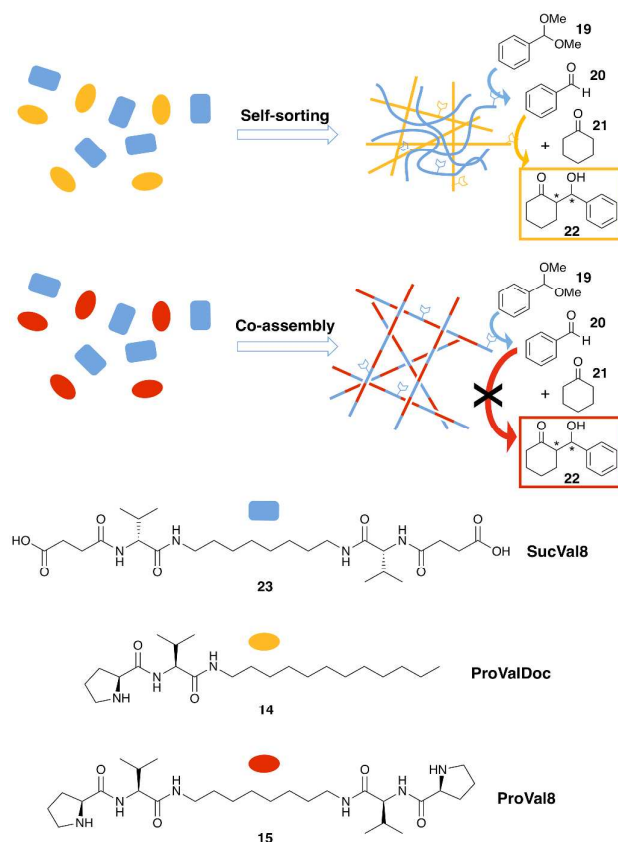 OMe
19
OMe
O
20
H
Self-sorting
O
21
+
O
OH
*
*
22
OMe
19
OMe
Co-assembly
O
20
H
O
21
X
+
O
OH
*
*
22
O
HO
O
N
H
O
H
N
O
N
H
O
H
N
O
O
OH
SucVal8
23
O
N
H
O
H
N
NH
ProValDoc
14
O
N
H
O
H
N
NH
O
N
H
H
N
O
HN
ProVal8
15